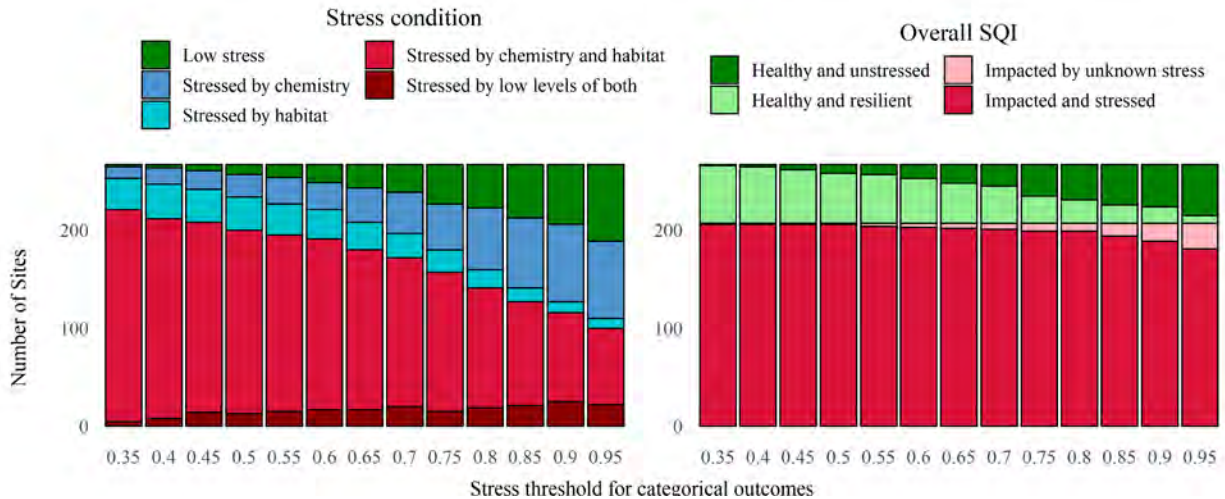 Stress condition
Low stress
Stressed by chemistry
Stressed by habitat
Stressed by chemistry and habitat
Stressed by low levels of both
Overall SQI
Healthy and unstressed
Healthy and resilient
Impacted by unknown stress
Impacted and stressed
Number of Sites
200
100
0
0.35 0.4 0.45 0.5 0.55 0.6 0.65 0.7 0.75 0.8 0.85 0.9 0.95
200
100
0
0.35 0.4 0.45 0.5 0.55 0.6 0.65 0.7 0.75 0.8 0.85 0.9 0.95
Stress threshold for categorical outcomes